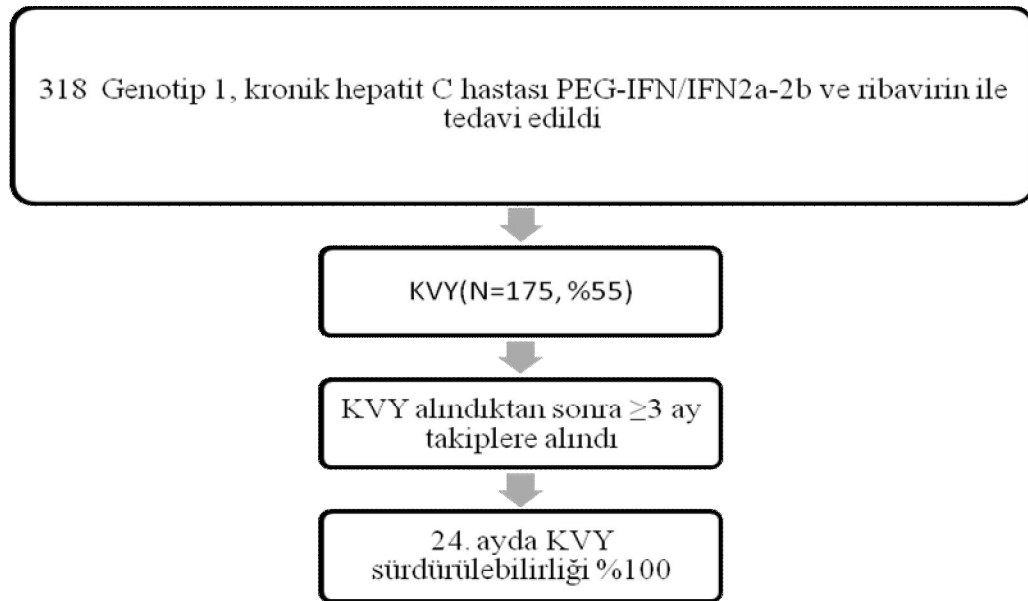 318 Genotip 1, kronik hepatit C hastası PEG-IFN/IFN2a-2b ve ribavirin ile
tedavi edildi
KVY(N=175, %55)
KVY alındıktan sonra ≥3 ay
takiplere alındı
24. ayda KVY
sürdürülebilirliği %100